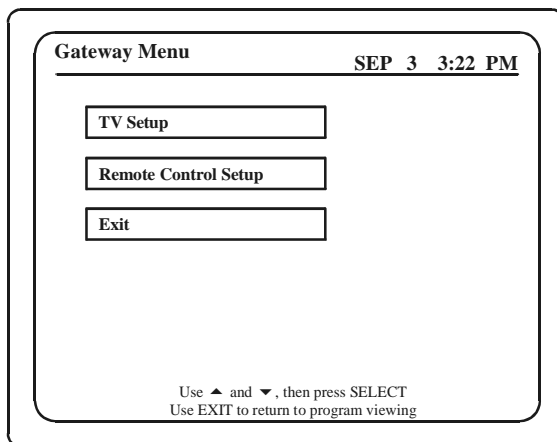 Gateway Menu
SEP 3 3:22 PM
TV Setup
Remote Control Setup
Exit
Use ▲ and ▼, then press SELECT
Use EXIT to return to program viewing